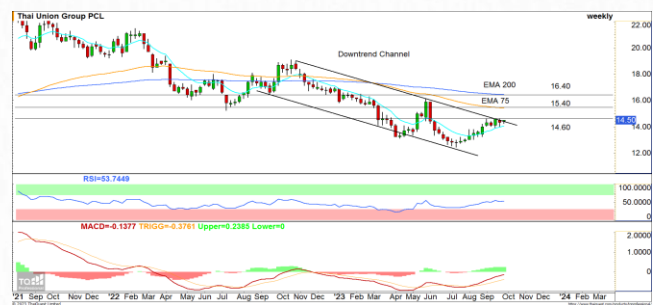 Thai Union Group PCL weekly
22.00
20.00
18.00
Downtrend Channel
EMA 200 16.40
16.00
EMA 75 15.40
14.50
14.60
14.00
12.00
RSI=53.7449
100.0000
50.0000
0.0000
MACD=-0.1377 TRIGG=-0.3761 Upper=0.2385 Lower=0
2.0000
1.0000
0.0000
'21 Aug Sep Oct Nov Dec '22 Feb Mar Apr May Jun Jul Aug Oct Nov Dec '23 Feb Mar Apr May Jun Jul Aug Sep Oct Nov Dec '24 Feb Mar